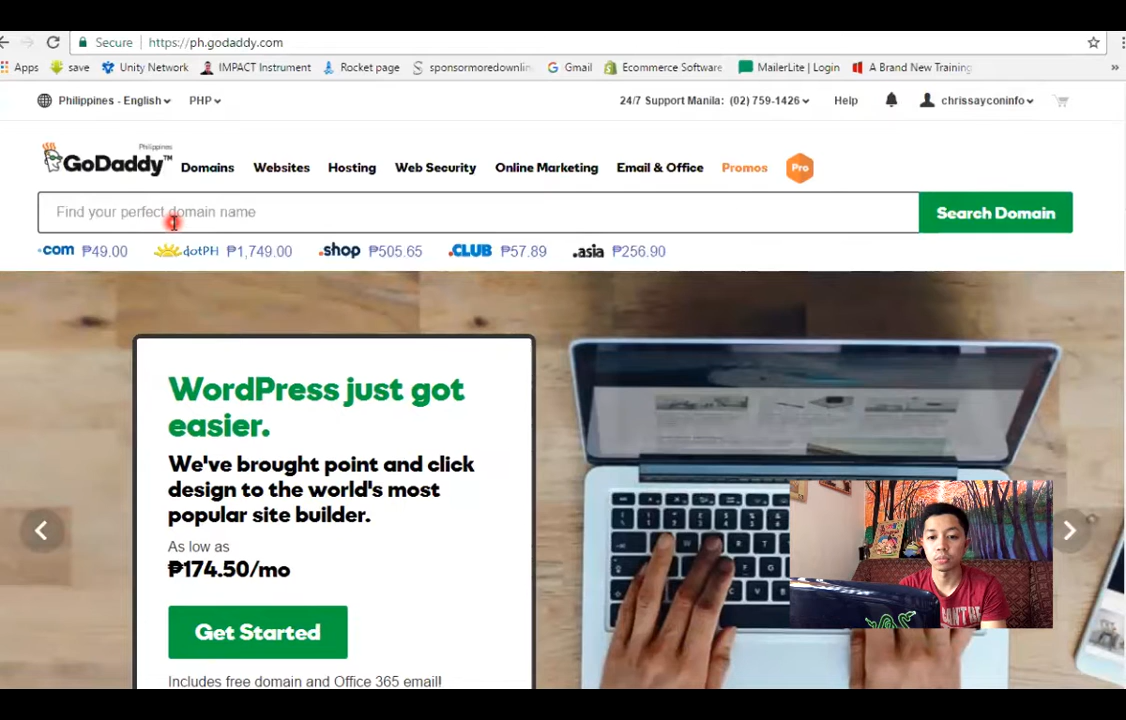 Secure https://ph.godaddy.com
Apps save Unity Network IMPACT Instrument Rocket page sponsormoredownlin Gmail Ecommerce Software MailerLite | Login A Brand New Training »
Philippines - English PHP 24/7 Support Manila: (02) 759-1426 Help chrissayconinfo
Philippines
GoDaddy™ Domains Websites Hosting Web Security Online Marketing Email & Office Promos Pro
Find your perfect domain name Search Domain
.com ₱49.00 dotPH ₱1,749.00 .shop ₱505.65 .CLUB ₱57.89 .asia ₱256.90
WordPress just got
easier.
We've brought point and click
design to the world's most
popular site builder.
As low as
₱174.50/mo
Get Started
Includes free domain and Office 365 email!